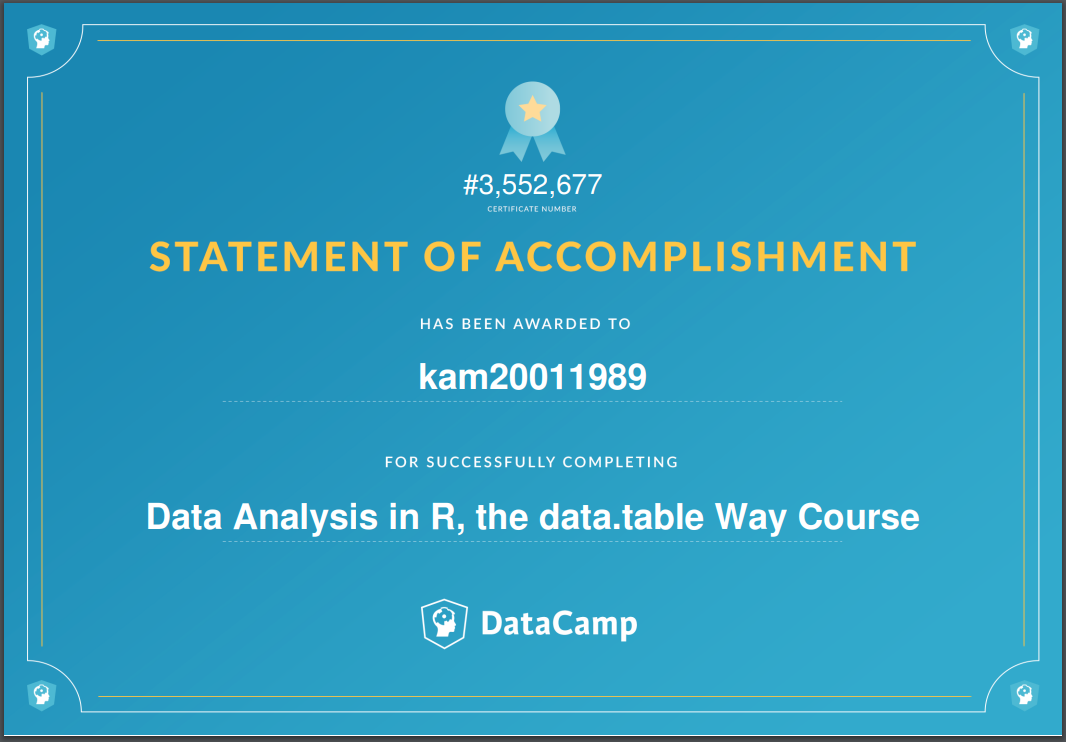 #3,552,677
CERTIFICATE NUMBER
STATEMENT OF ACCOMPLISHMENT
HAS BEEN AWARDED TO
kam20011989
FOR SUCCESSFULLY COMPLETING
Data Analysis in R, the data.table Way Course
DataCamp